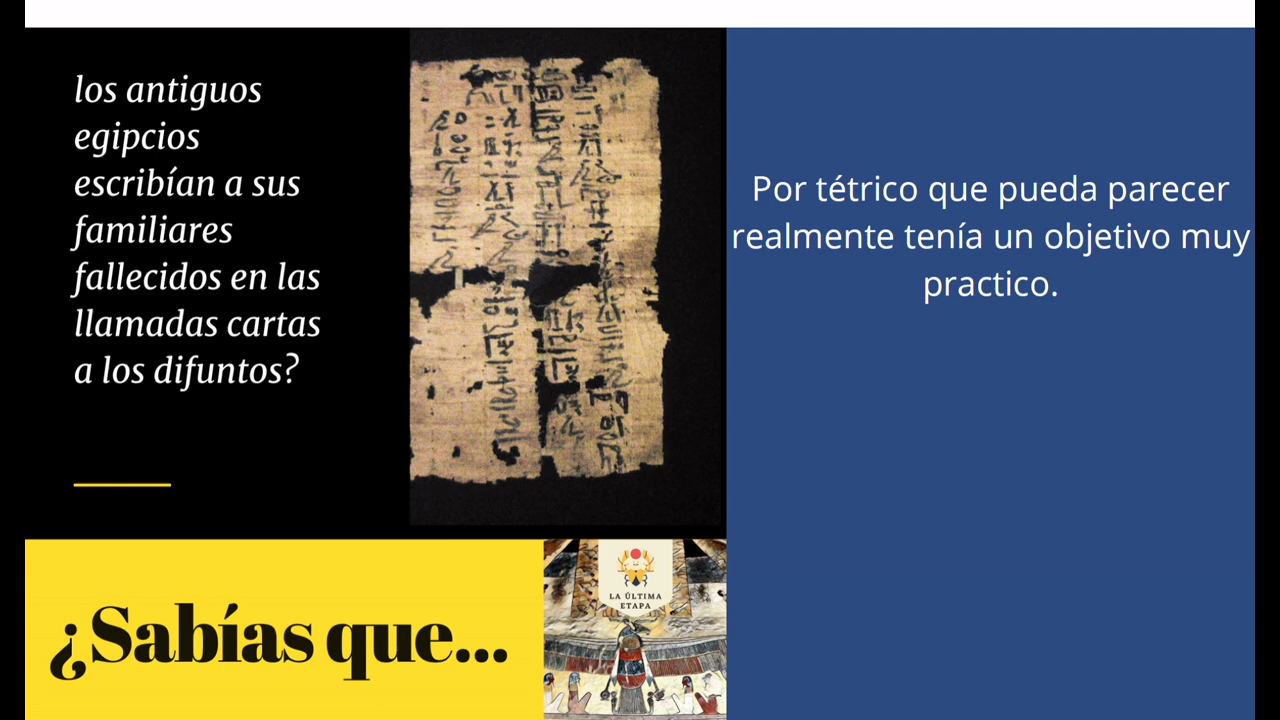 los antiguos
egipcios
escribían a sus
familiares
fallecidos en las
llamadas cartas
a los difuntos?
Por tétrico que pueda parecer
realmente tenía un objetivo muy
practico.
¿Sabías que...
LA ÚLTIMA
ETAPA